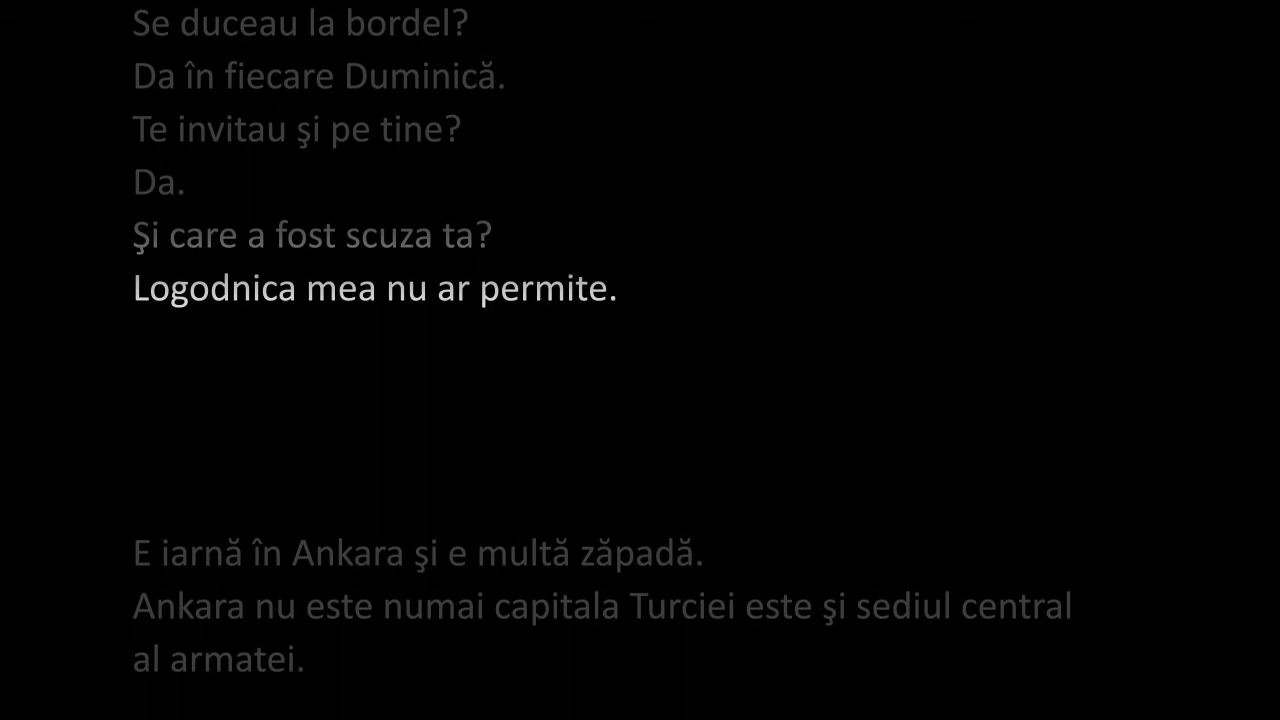 Se duceau la bordel?
Da în fiecare Duminică.
Te invitau şi pe tine?
Da.
Şi care a fost scuza ta?
Logodnica mea nu ar permite.
E iarnă în Ankara şi e multă zăpadă.
Ankara nu este numai capitala Turciei este şi sediul central
al armatei.